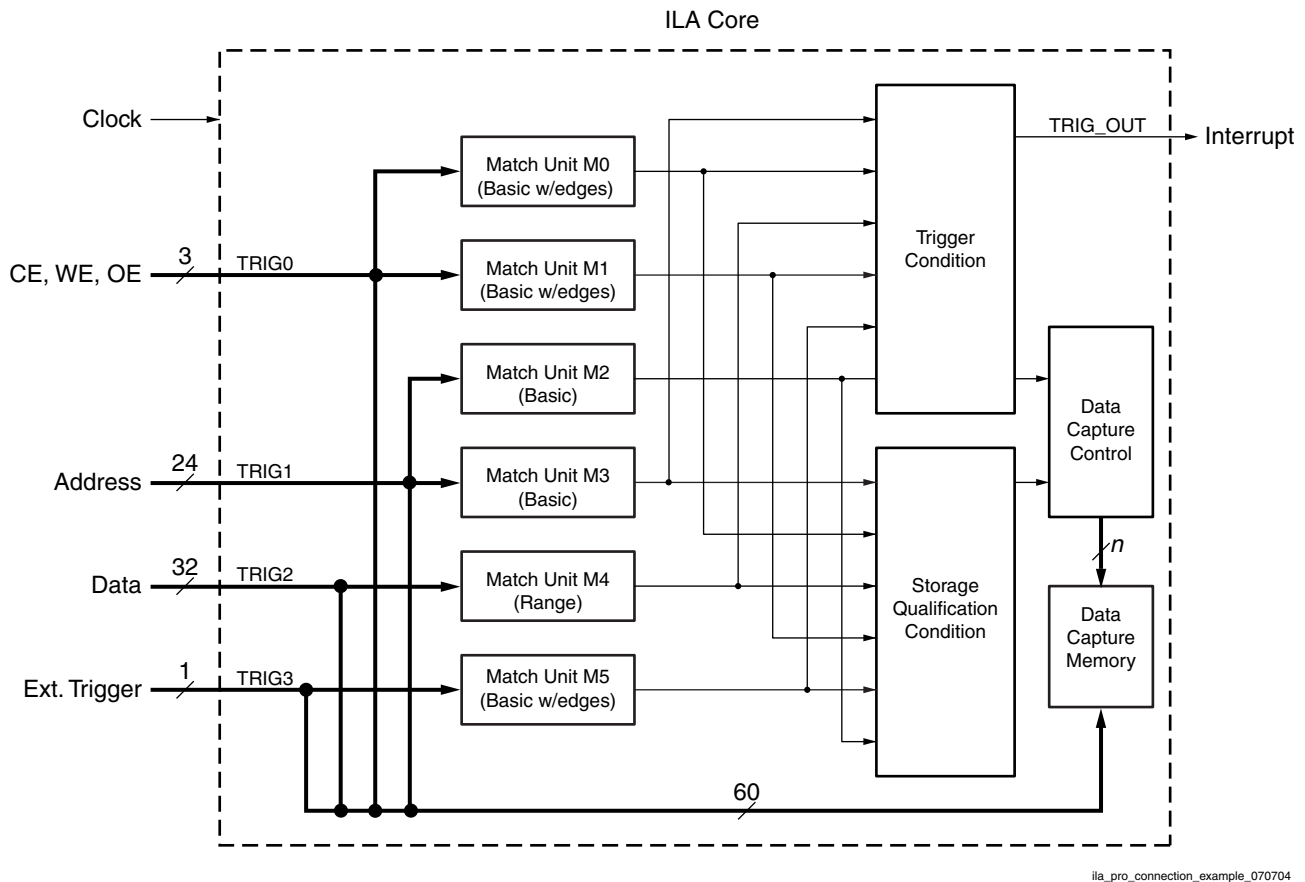 ILA Core
Clock
TRIG_OUT
Interrupt
Match Unit M0
(Basic w/edges)
Trigger
Condition
CE, WE, OE
3
TRIG0
Match Unit M1
(Basic w/edges)
Match Unit M2
(Basic)
Data
Capture
Control
Address
24
TRIG1
Match Unit M3
(Basic)
n
Data
32
TRIG2
Match Unit M4
(Range)
Storage
Qualification
Condition
Data
Capture
Memory
Ext. Trigger
1
TRIG3
Match Unit M5
(Basic w/edges)
60
ila_pro_connection_example_070704